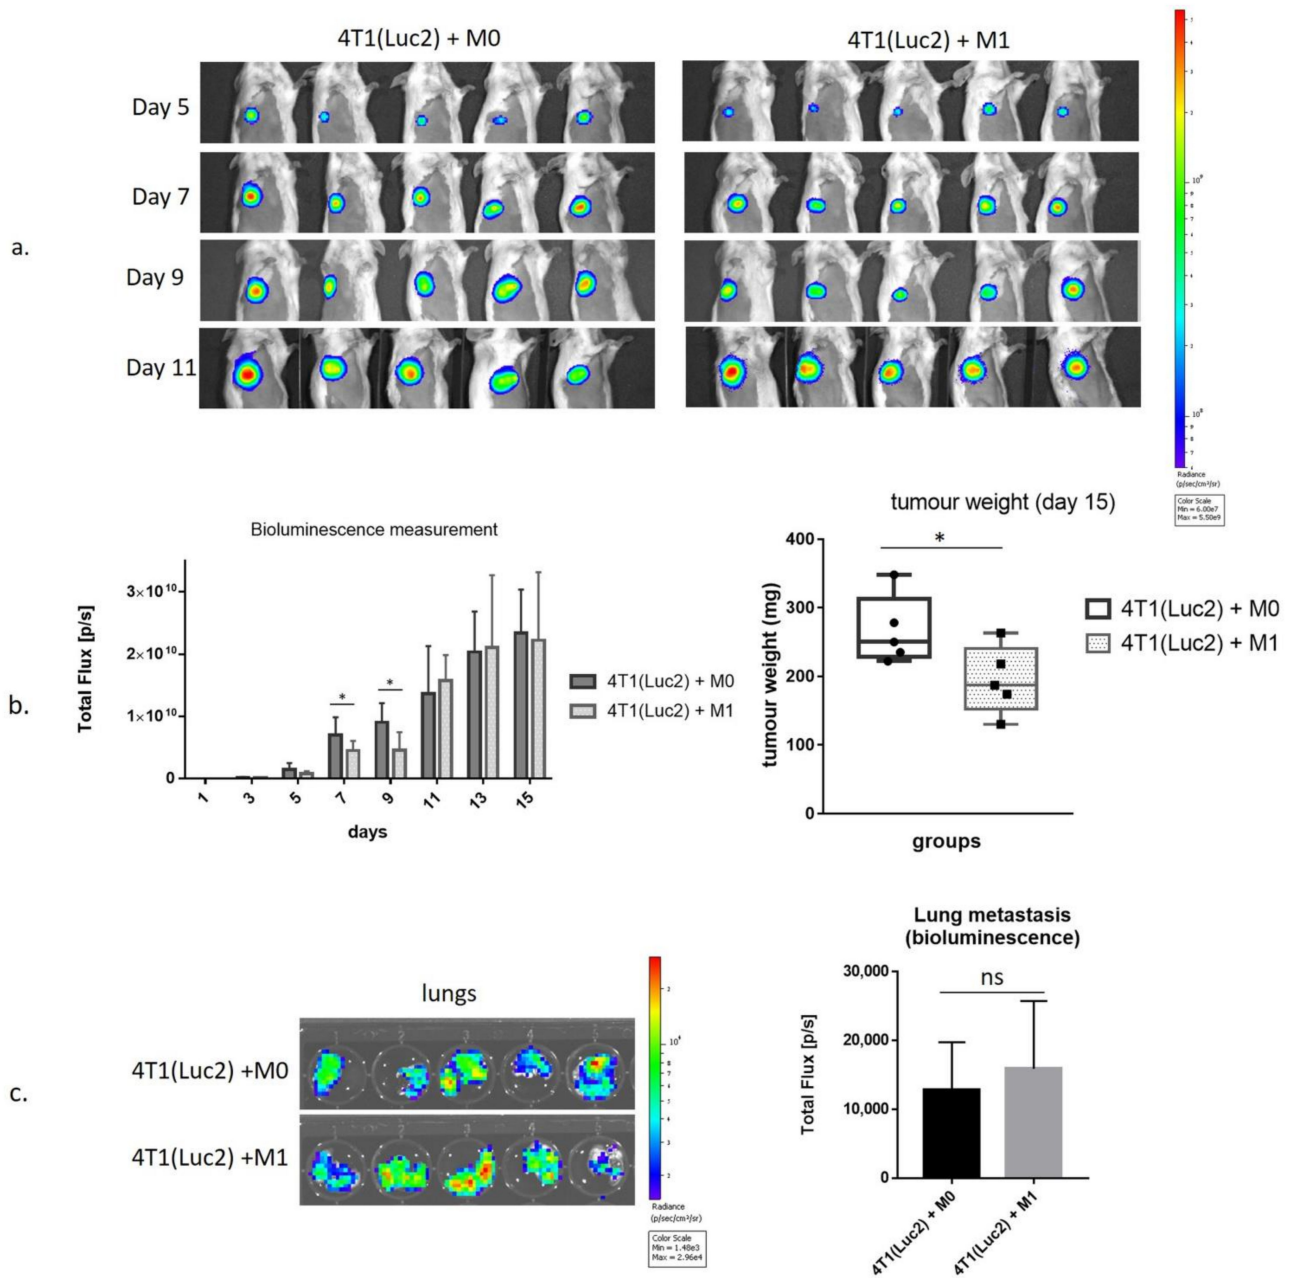 4T1(Luc2) + M0
4T1(Luc2) + M1
Day 5
Day 7
Day 9
Day 11
a.
10⁹
10⁸
Radiance
(p/sec/cm²/sr)
Color Scale
Min = 6.00e7
Max = 5.50e9
b.
Bioluminescence measurement
Total Flux [p/s]
3×10¹⁰
2×10¹⁰
1×10¹⁰
0
*
*
1
3
5
7
9
11
13
15
days
4T1(Luc2) + M0
4T1(Luc2) + M1
tumour weight (day 15)
tumour weight (mg)
400
300
200
100
0
*
groups
4T1(Luc2) + M0
4T1(Luc2) + M1
c.
lungs
4T1(Luc2) +M0
4T1(Luc2) +M1
10⁴
Radiance
(p/sec/cm²/sr)
Color Scale
Min = 1.48e3
Max = 2.96e4
Lung metastasis
(bioluminescence)
Total Flux [p/s]
30,000
20,000
10,000
0
ns
4T1(Luc2) + M0
4T1(Luc2) + M1